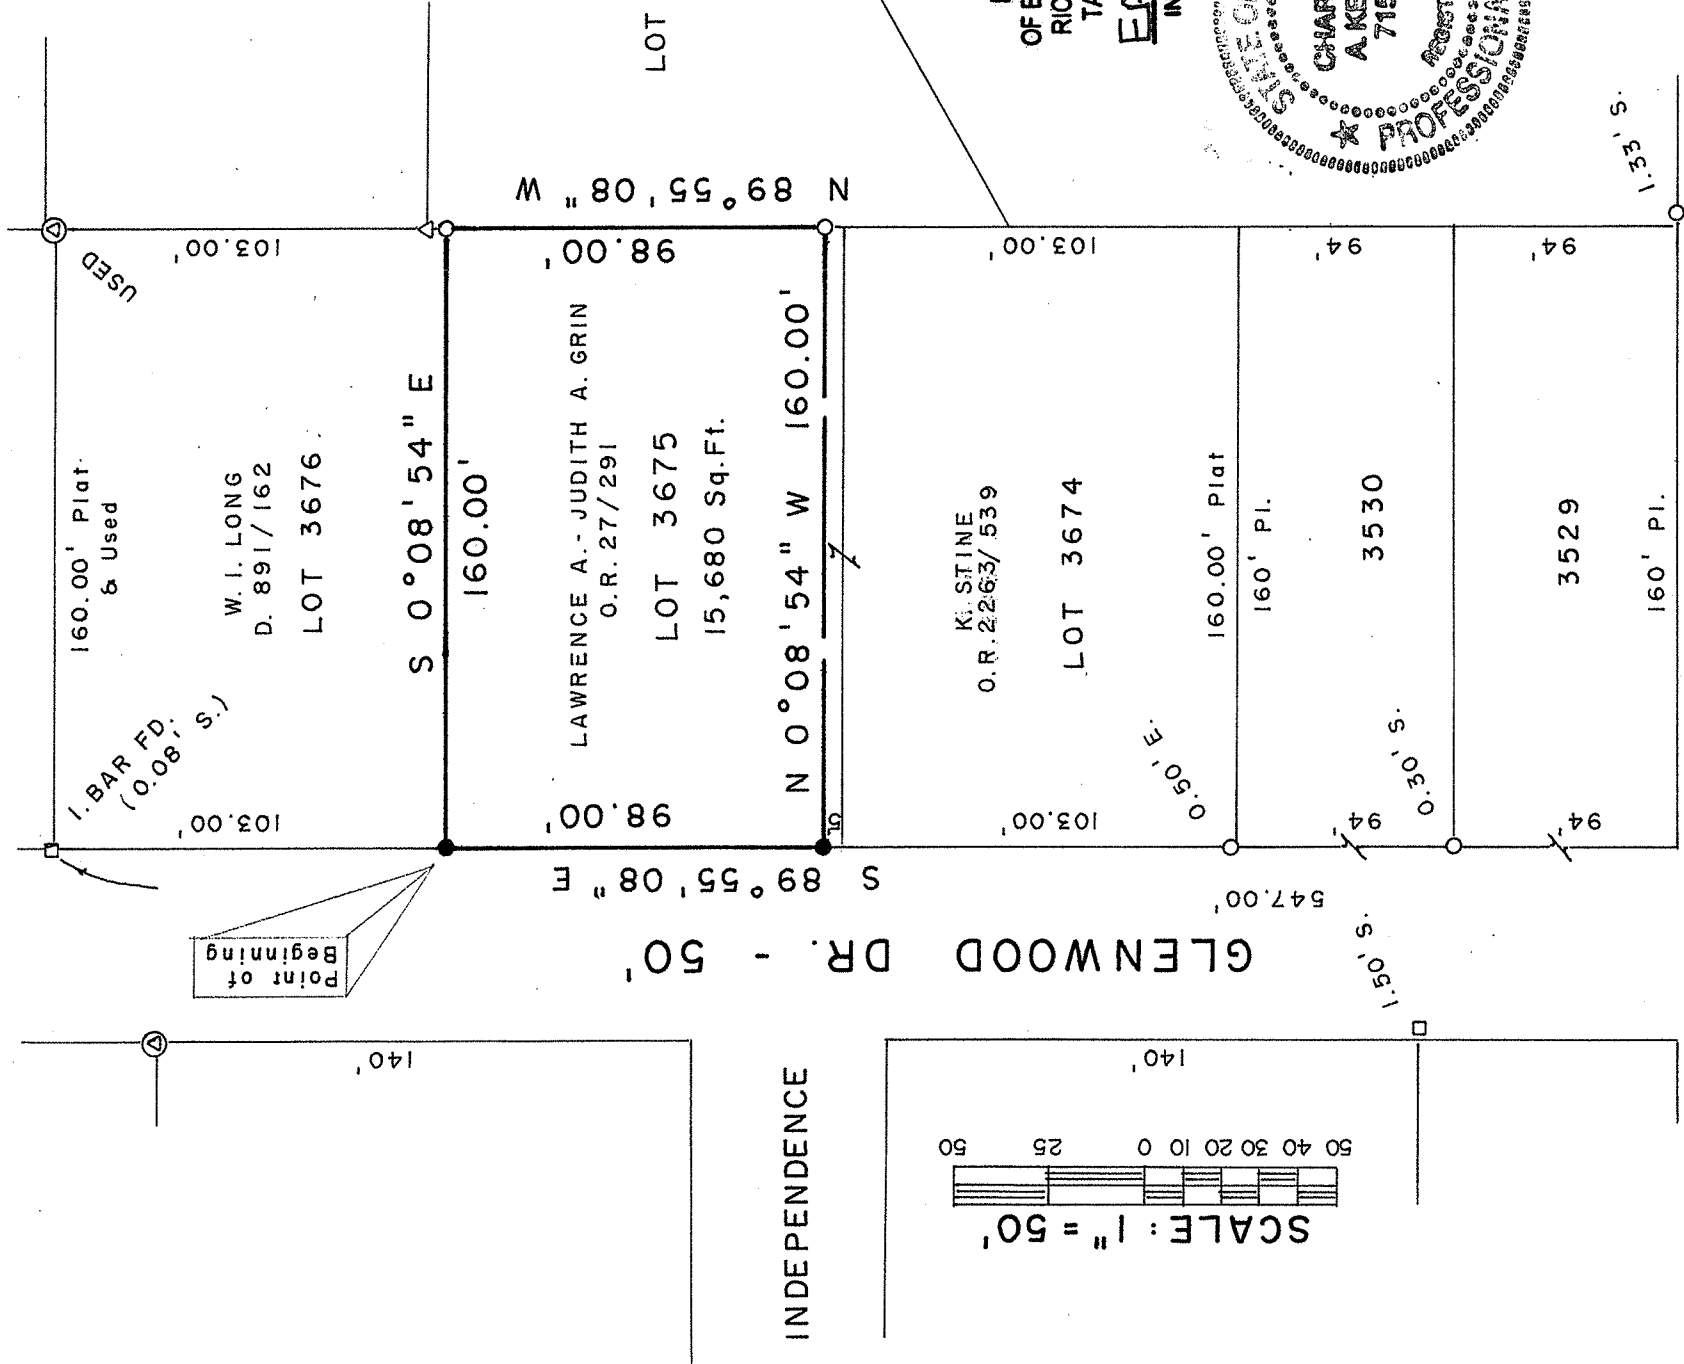 LOT
USED
103.00'
N 89°55'08" W
98.00'
103.00'
94'
94'
1.33' S.
160.00' Plat
& Used
W. I. LONG
D. 891/162
LOT 3676
S 0°08'54" E
160.00'
LAWRENCE A. - JUDITH A. GRIN
O.R. 27/291
LOT 3675
15,680 Sq.Ft.
N 0°08'54" W 160.00'
K. STINE
O.R. 2263/539
LOT 3674
160.00' Plat
160' Pl.
3530
3529
160' Pl.
I. BAR FD.
(0.08' S.)
103.00'
98.00'
103.00'
0.50' E.
94'
0.30' S.
94'
S 89°55'08" E
547.00'
Point of
Beginning
GLENWOOD DR. - 50'
1.50' S.
140'
140'
INDEPENDENCE
SCALE: 1" = 50'
50 25 0 10 20 30 40 50
STATE
PROFESSIONA